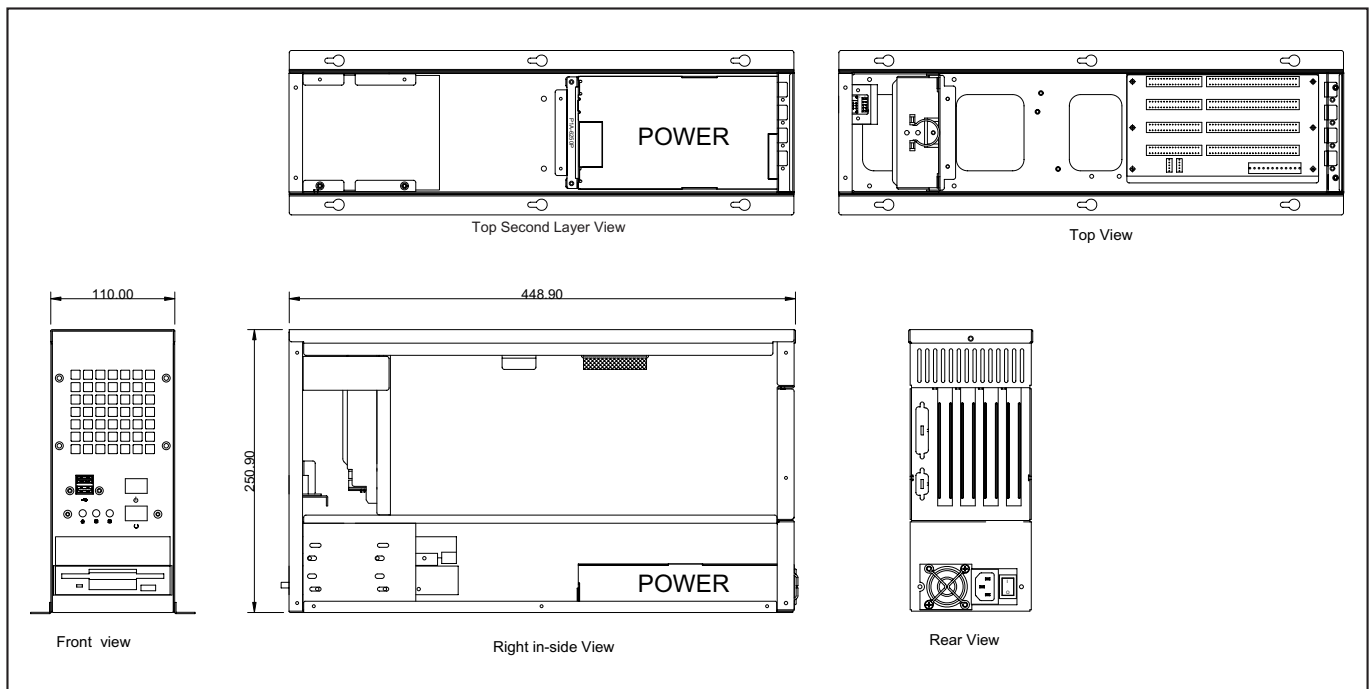 POWER
Top Second Layer View
Top View
110.00
448.90
250.90
POWER
Front view
Right in-side View
Rear View